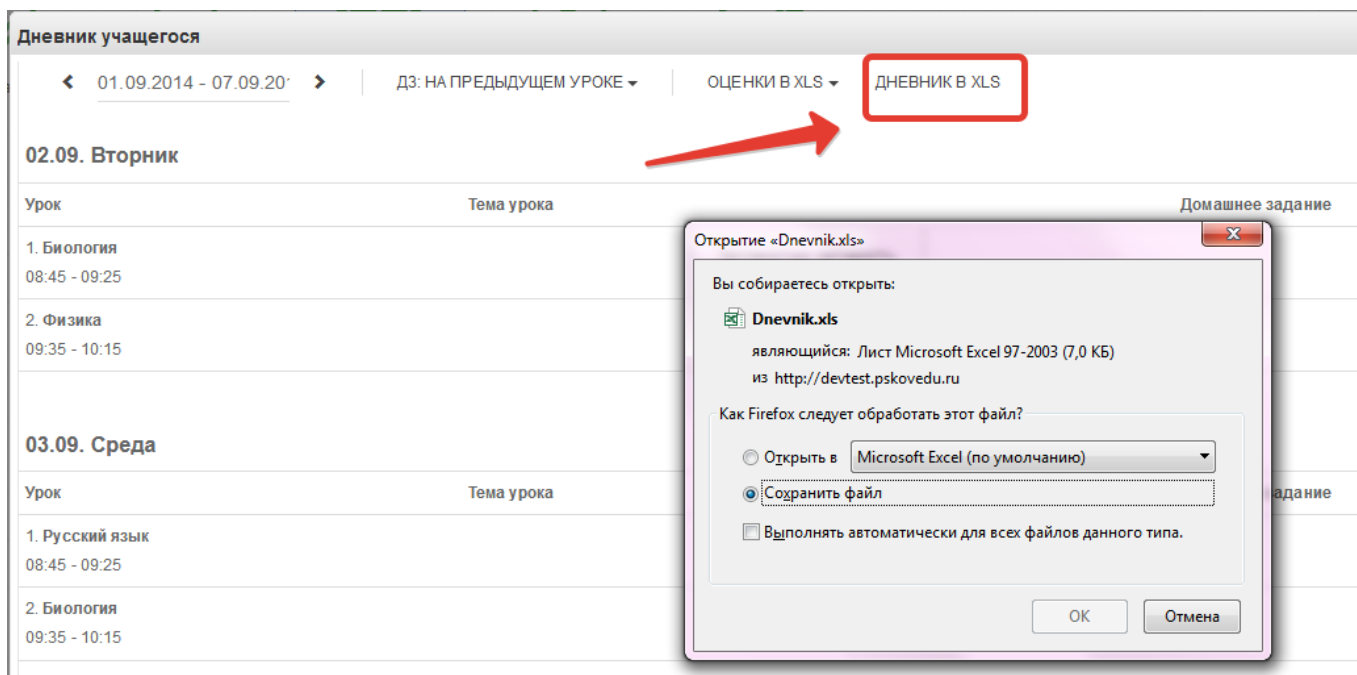 Дневник учащегося
01.09.2014 - 07.09.20
ДЗ: НА ПРЕДЫДУЩЕМ УРОКЕ
ОЦЕНКИ В XLS
ДНЕВНИК В XLS
02.09. Вторник
Урок Тема урока Домашнее задание
1. Биология
08:45 - 09:25
2. Физика
09:35 - 10:15
03.09. Среда
Урок Тема урока адание
1. Русский язык
08:45 - 09:25
2. Биология
09:35 - 10:15
Открытие «Dnevnik.xls»
Вы собираетесь открыть:
Dnevnik.xls
являющийся: Лист Microsoft Excel 97-2003 (7,0 КБ)
из http://devtest.pskovedu.ru
Как Firefox следует обработать этот файл?
Открыть в Microsoft Excel (по умолчанию)
Сохранить файл
Выполнять автоматически для всех файлов данного типа.
OK Отмена